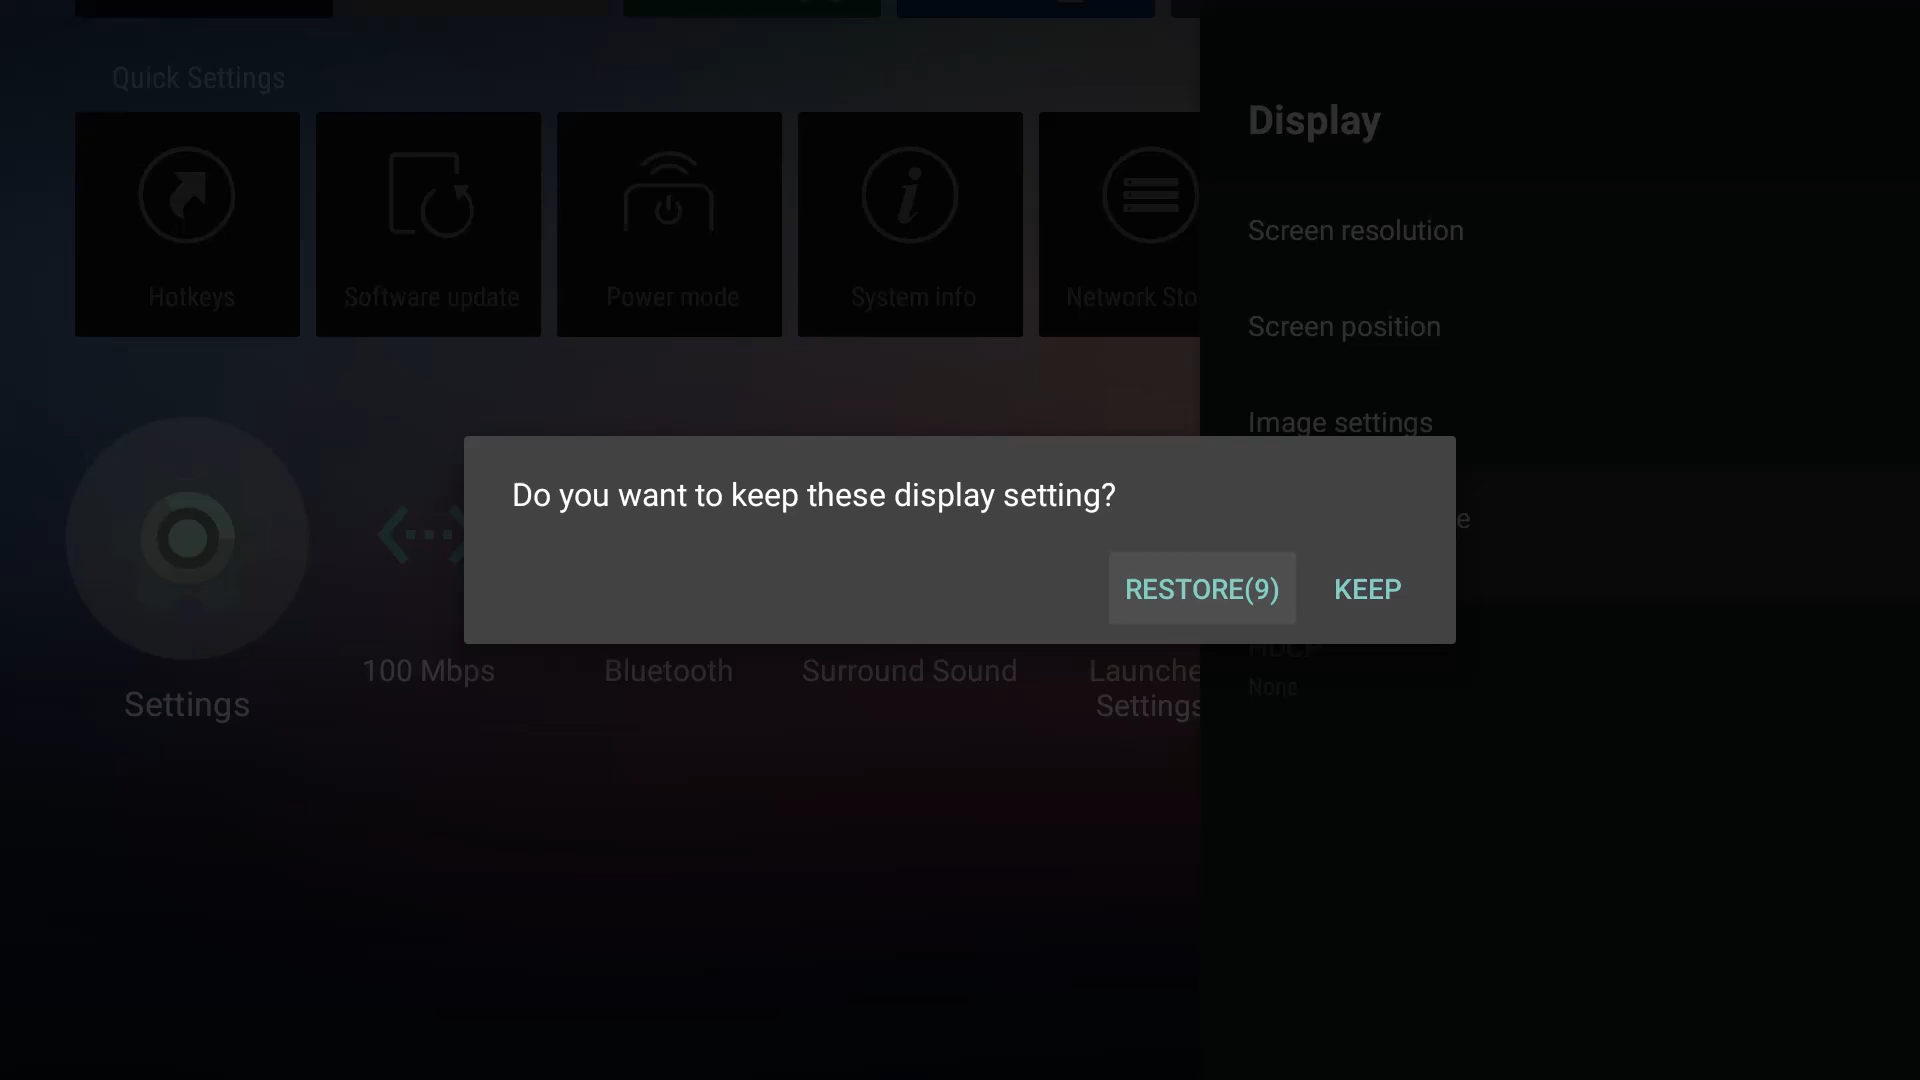 Quick Settings
Hotkeys
Software update
Power mode
System info
Network Sto
Settings
100 Mbps
Bluetooth
Surround Sound
Launche
Settings
Display
Screen resolution
Screen position
Image settings
e
HDCP
None
Do you want to keep these display setting?
RESTORE(9)
KEEP